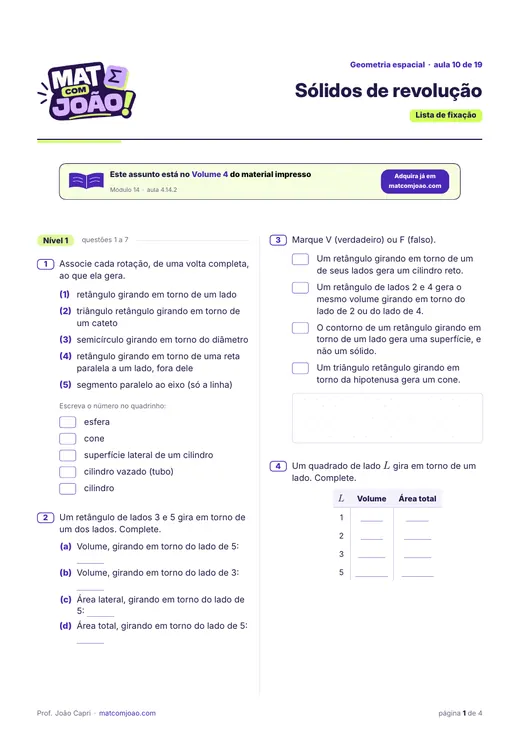 MAT
COM
JOÃO!
Σ
Geometria espacial · aula 10 de 19
Sólidos de revolução
Lista de fixação
Este assunto está no Volume 4 do material impresso
Módulo 14 · aula 4.14.2
Adquira já em
matcomjoao.com
Nível 1 questões 1 a 7
1 Associe cada rotação, de uma volta completa,
ao que ela gera.
(1) retângulo girando em torno de um lado
(2) triângulo retângulo girando em torno de
um cateto
(3) semicírculo girando em torno do diâmetro
(4) retângulo girando em torno de uma reta
paralela a um lado, fora dele
(5) segmento paralelo ao eixo (só a linha)
Escreva o número no quadrinho:
esfera
cone
superfície lateral de um cilindro
cilindro vazado (tubo)
cilindro
2 Um retângulo de lados 3 e 5 gira em torno de
um dos lados. Complete.
(a) Volume, girando em torno do lado de 5:
(b) Volume, girando em torno do lado de 3:
(c) Área lateral, girando em torno do lado de
5:
(d) Área total, girando em torno do lado de 5:
3 Marque V (verdadeiro) ou F (falso).
Um retângulo girando em torno de um
de seus lados gera um cilindro reto.
Um retângulo de lados 2 e 4 gera o
mesmo volume girando em torno do
lado de 2 ou do lado de 4.
O contorno de um retângulo girando em
torno de um lado gera uma superfície, e
não um sólido.
Um triângulo retângulo girando em
torno da hipotenusa gera um cone.
4 Um quadrado de lado L gira em torno de um
lado. Complete.
L Volume Área total
1
2
3
5
Prof. João Capri · matcomjoao.com
página 1 de 4